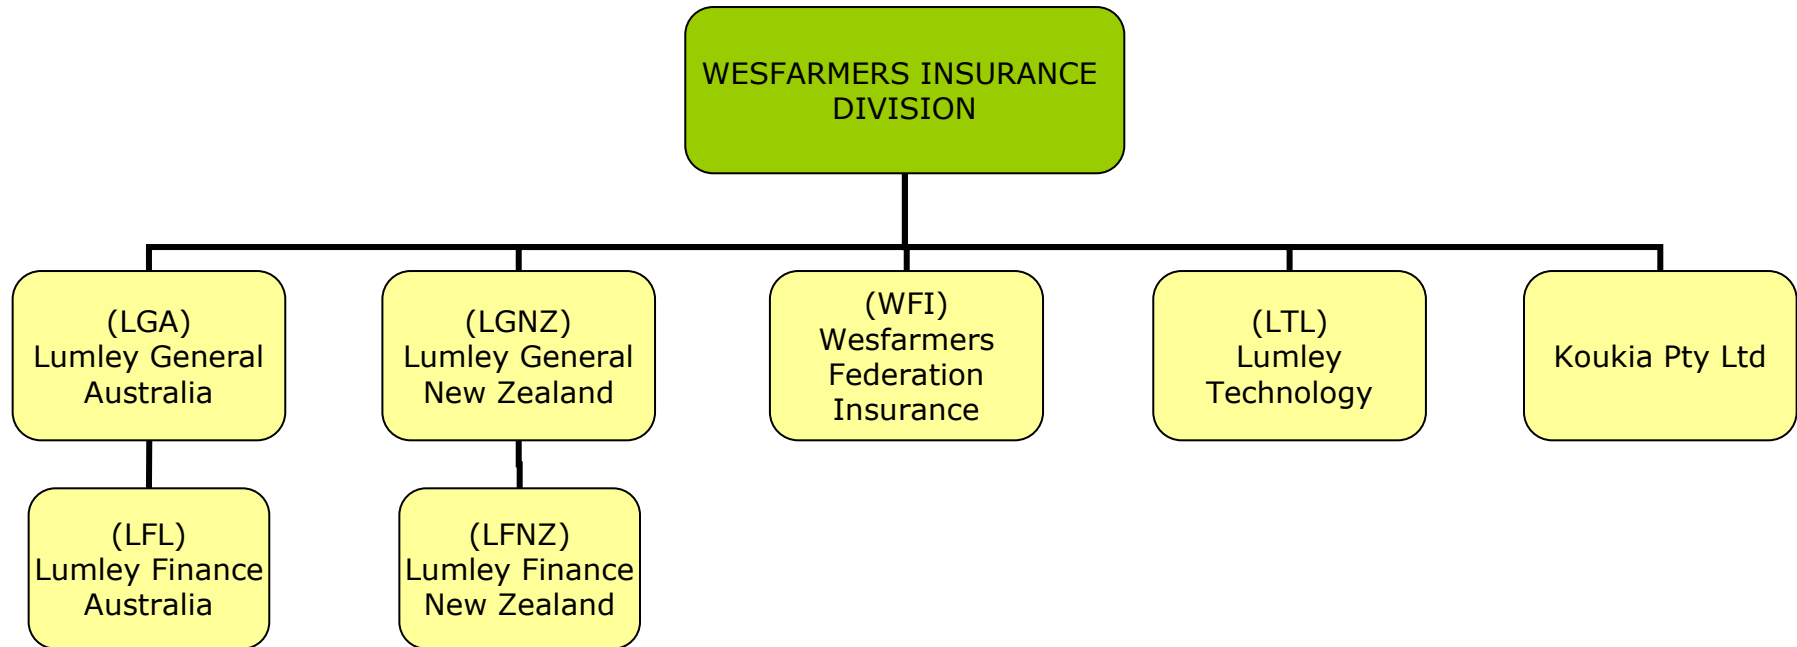 WESFARMERS INSURANCE
DIVISION
(LGA)
Lumley General
Australia
(LGNZ)
Lumley General
New Zealand
(WFI)
Wesfarmers
Federation
Insurance
(LTL)
Lumley
Technology
Koukia Pty Ltd
(LFL)
Lumley Finance
Australia
(LFNZ)
Lumley Finance
New Zealand